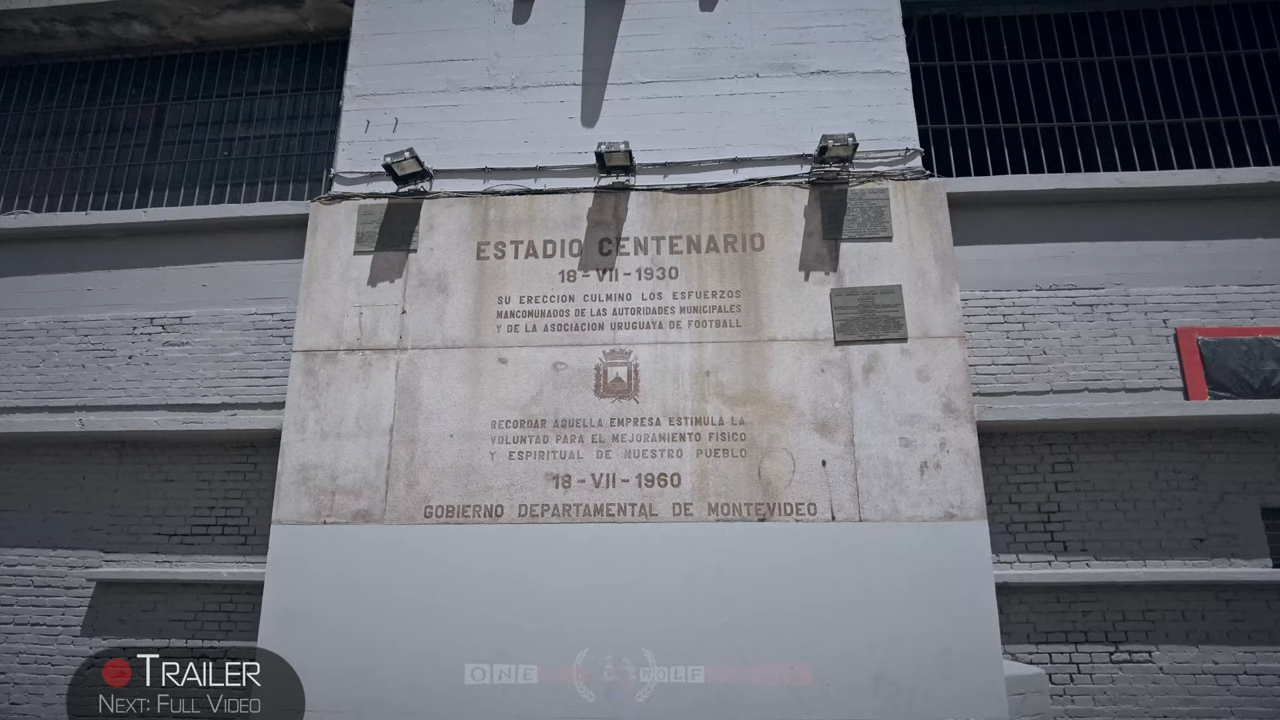 ESTADIO CENTENARIO
18-VII-1930
SU ERECCION CULMINO LOS ESFUERZOS
MANCOMUNADOS DE LAS AUTORIDADES MUNICIPALES
Y DE LA ASOCIACION URUGUAYA DE FOOTBALL
RECORDAR AQUELLA EMPRESA ESTIMULA LA
VOLUNTAD PARA EL MEJORAMIENTO FISICO
Y ESPIRITUAL DE NUESTRO PUEBLO
18-VII-1960
GOBIERNO DEPARTAMENTAL DE MONTEVIDEO
TRAILER
NEXT: FULL VIDEO
ONE
WOLF